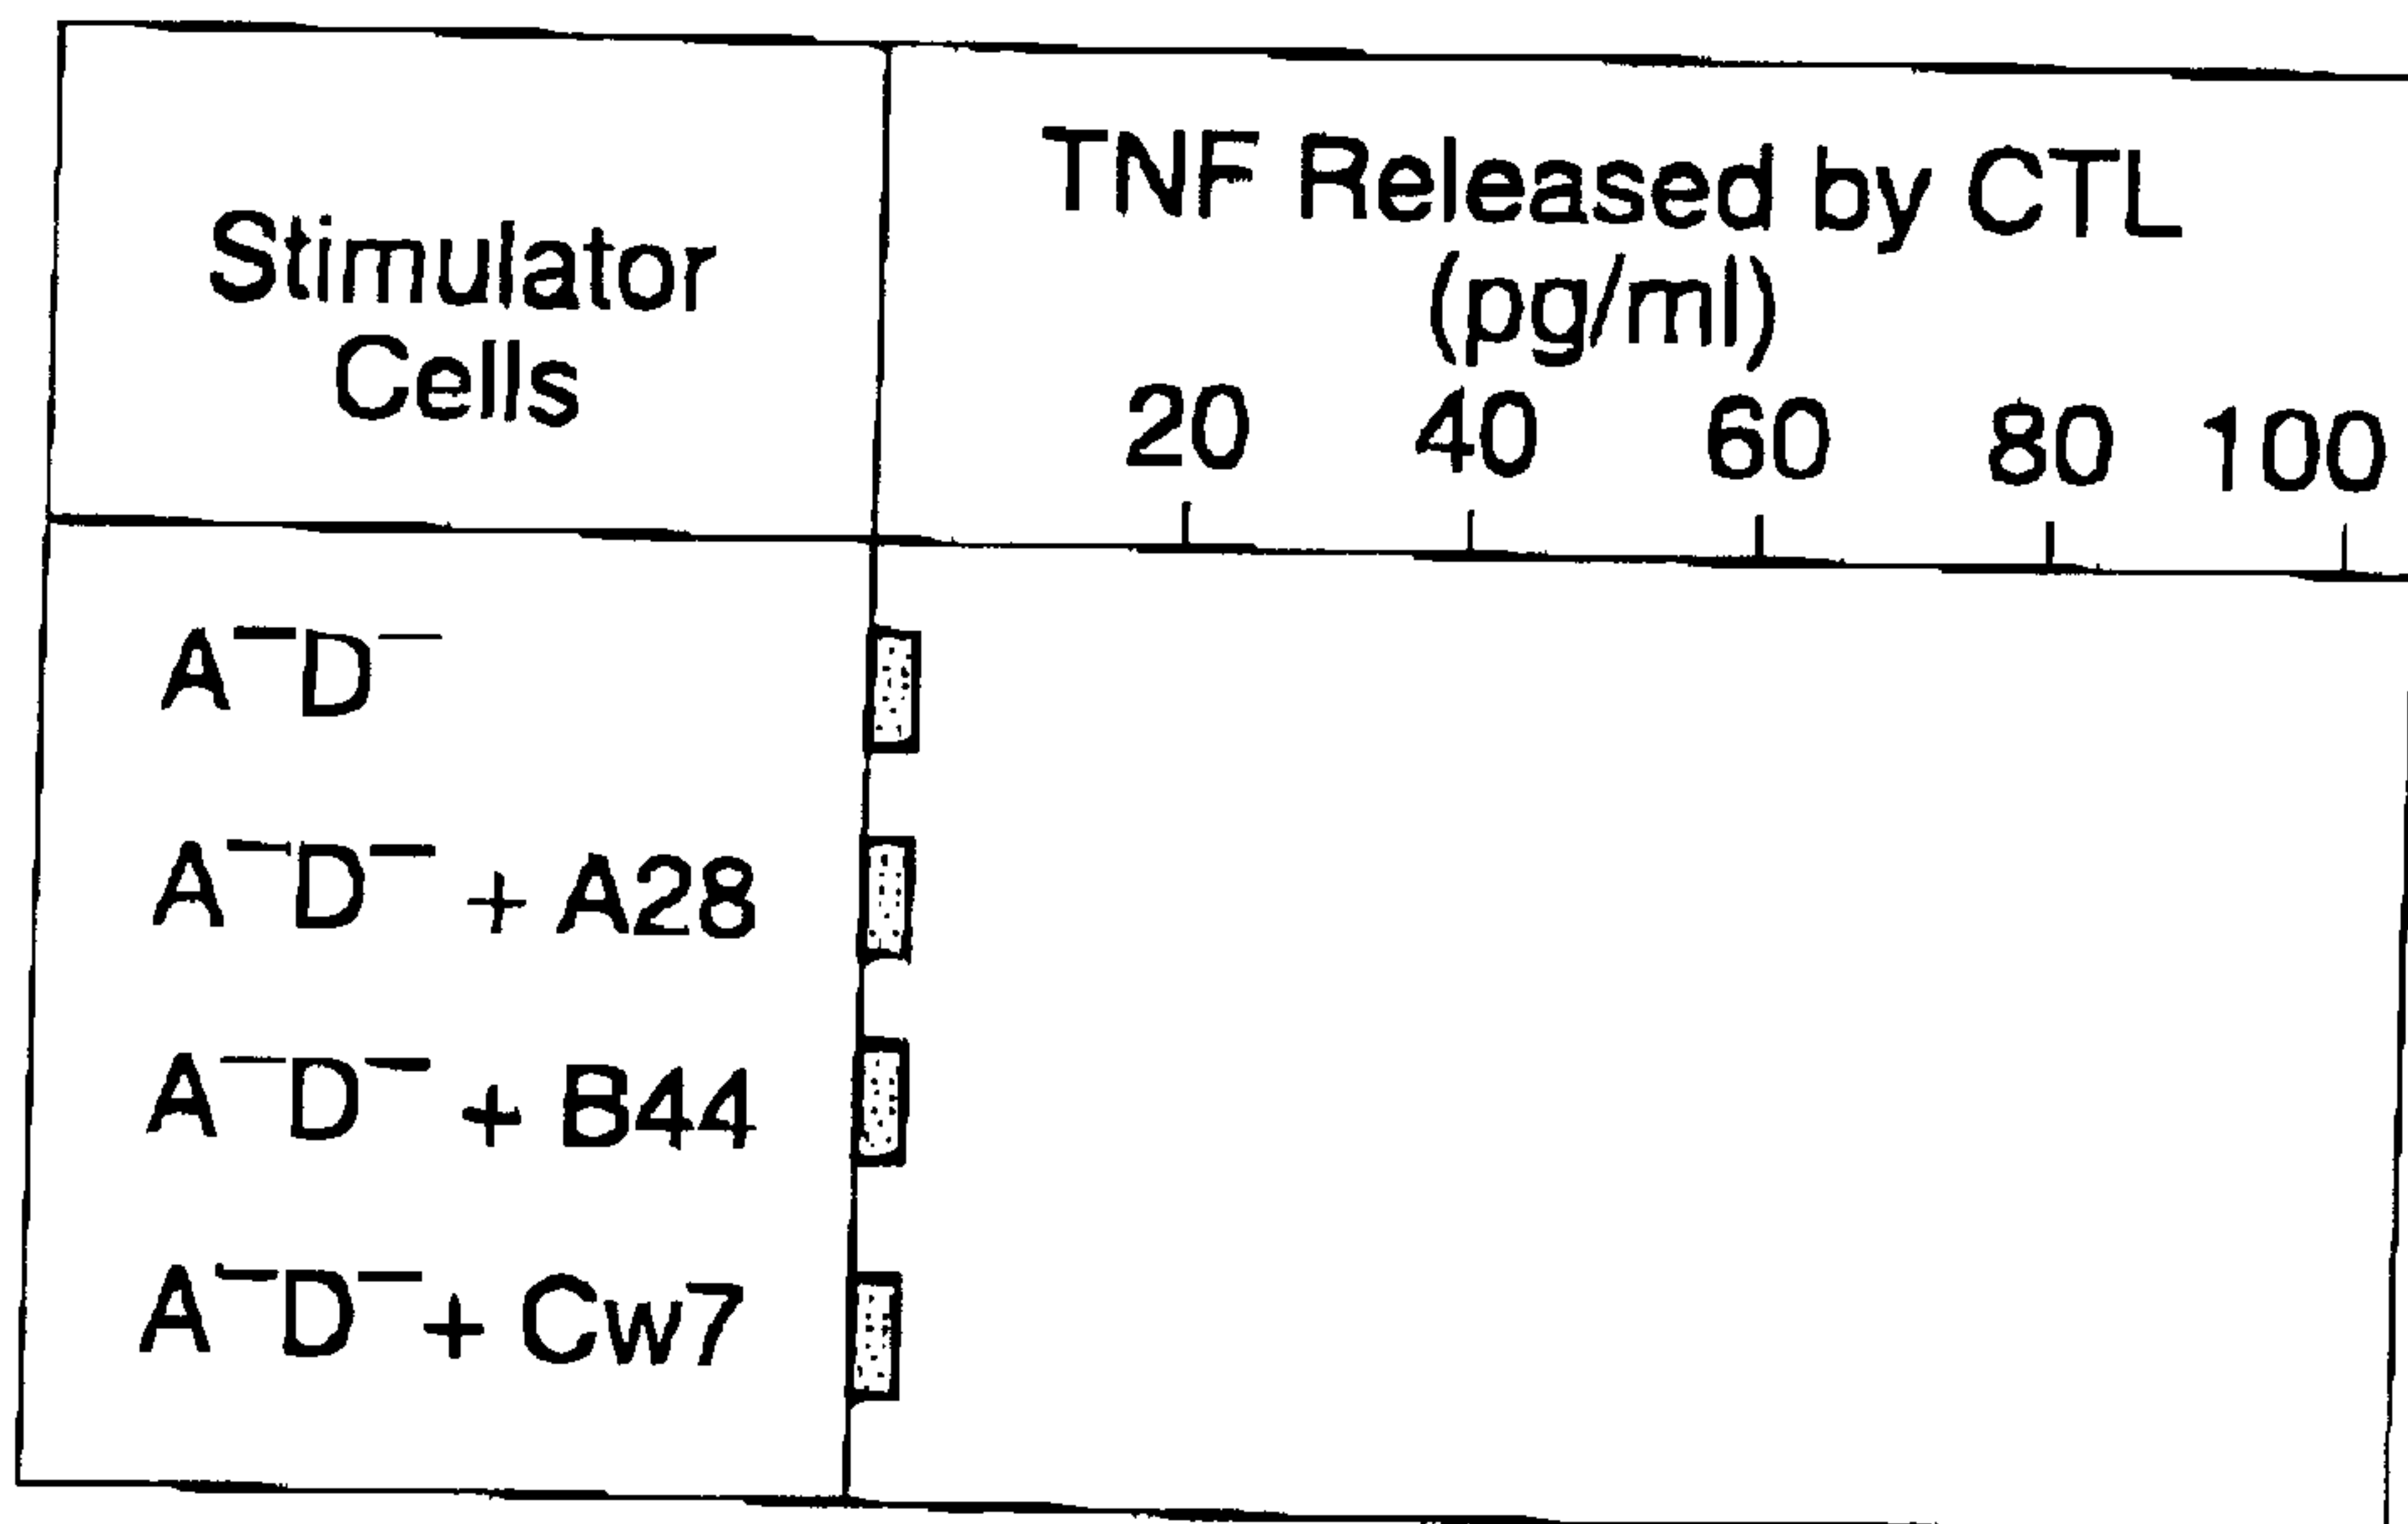 Stimulator
Cells
TNF Released by CTL
(pg/ml)
20 40 60 80 100
A⁻D⁻
A⁻D⁻ + A28
A⁻D⁻ + B44
A⁻D⁻ + Cw7